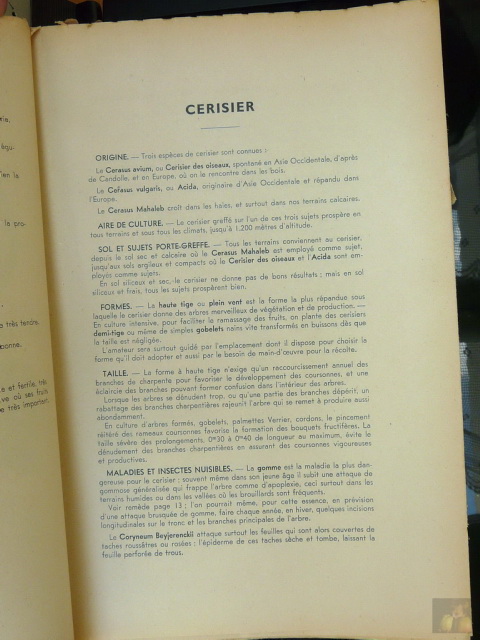 CERISIER
ORIGINE. — Trois espèces de cerisier sont connues :
Le Cerasus avium, ou Cerisier des oiseaux, spontané en Asie Occidentale, d'après
de Candolle, et en Europe, où on le rencontre dans les bois.
Le Cerasus vulgaris, ou Acida, originaire d'Asie Occidentale et répandu dans
l'Europe.
Le Cerasus Mahaleb croît dans les haies, et surtout dans nos terrains calcaires.
AIRE DE CULTURE. — Le cerisier greffé sur l'un de ces trois sujets prospère en
tous terrains et sous tous les climats, jusqu'à 1.200 mètres d'altitude.
SOL ET SUJETS PORTE-GREFFE. — Tous les terrains conviennent au cerisier,
depuis le sol sec et calcaire où le Cerasus Mahaleb est employé comme sujet,
jusqu'aux sols argileux et compacts où le Cerisier des oiseaux et l'Acida sont em-
ployés comme sujets.
En sol siliceux et sec, le cerisier ne donne pas de bons résultats ; mais en sol
siliceux et frais, tous les sujets prospèrent bien.
FORMES. — La haute tige ou plein vent est la forme la plus répandue sous
laquelle le cerisier donne des arbres merveilleux de végétation et de production. —
En culture intensive, pour faciliter le ramassage des fruits, on plante des cerisiers
demi-tige ou même de simples gobelets nains vite transformés en buissons dès que
la taille est négligée.
L'amateur sera surtout guidé par l'emplacement dont il dispose pour choisir la
forme qu'il doit adopter et aussi par le besoin de main-d'œuvre pour la récolte.
TAILLE. — La forme à haute tige n'exige qu'un raccourcissement annuel des
branches de charpente pour favoriser le développement des coursonnes, et une
éclaircie des branches pouvant former confusion dans l'intérieur des arbres.
Lorsque les arbres se dénudent trop, ou qu'une partie des branches dépérit, un
rabattage des branches charpentières rajeunit l'arbre qui se remet à produire aussi
abondamment.
En culture d'arbres formés, gobelets, palmettes Verrier, cordons, le pincement
réitéré des rameaux coursonnes favorise la formation des bouquets fructifères. La
taille sévère des prolongements, 0m30 à 0m40 de longueur au maximum, évite le
dénudement des branches charpentières en assurant des coursonnes vigoureuses
et productives.
MALADIES ET INSECTES NUISIBLES. — La gomme est la maladie la plus dan-
gereuse pour le cerisier : souvent même dans son jeune âge il subit une attaque de
gommose généralisée qui frappe l'arbre comme d'apoplexie, ceci surtout dans les
terrains humides ou dans les vallées où les brouillards sont fréquents.
Voir remède page 13 ; l'on pourrait même, pour cette essence, en prévision
d'une attaque brusquée de gomme, faire chaque année, en hiver, quelques incisions
longitudinales sur le tronc et les branches principales de l'arbre.
Le Coryneum Beyjerenckii attaque surtout les feuilles qui sont alors couvertes de
taches roussâtres ou rosées : l'épiderme de ces taches sèche et tombe, laissant la
feuille perforée de trous.